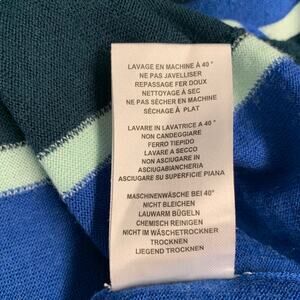 LAVAGE EN MACHINE À 40 °
NE PAS JAVELLISER
REPASSAGE FER DOUX
NETTOYAGE À SEC
NE PAS SÉCHER EN MACHINE
SÉCHAGE À PLAT
LAVARE IN LAVATRICE A 40 °
NON CANDEGGIARE
FERRO TIEPIDO
LAVARE A SECCO
NON ASCIUGARE IN
ASCIUGABIANCHERIA
ASCIUGARE SU SUPERFICIE PIANA
MASCHINENWÄSCHE BEI 40°
NICHT BLEICHEN
LAUWARM BÜGELN
CHEMISCH REINIGEN
NICHT IM WÄSCHETROCKNER
TROCKNEN
LIEGEND TROCKNEN